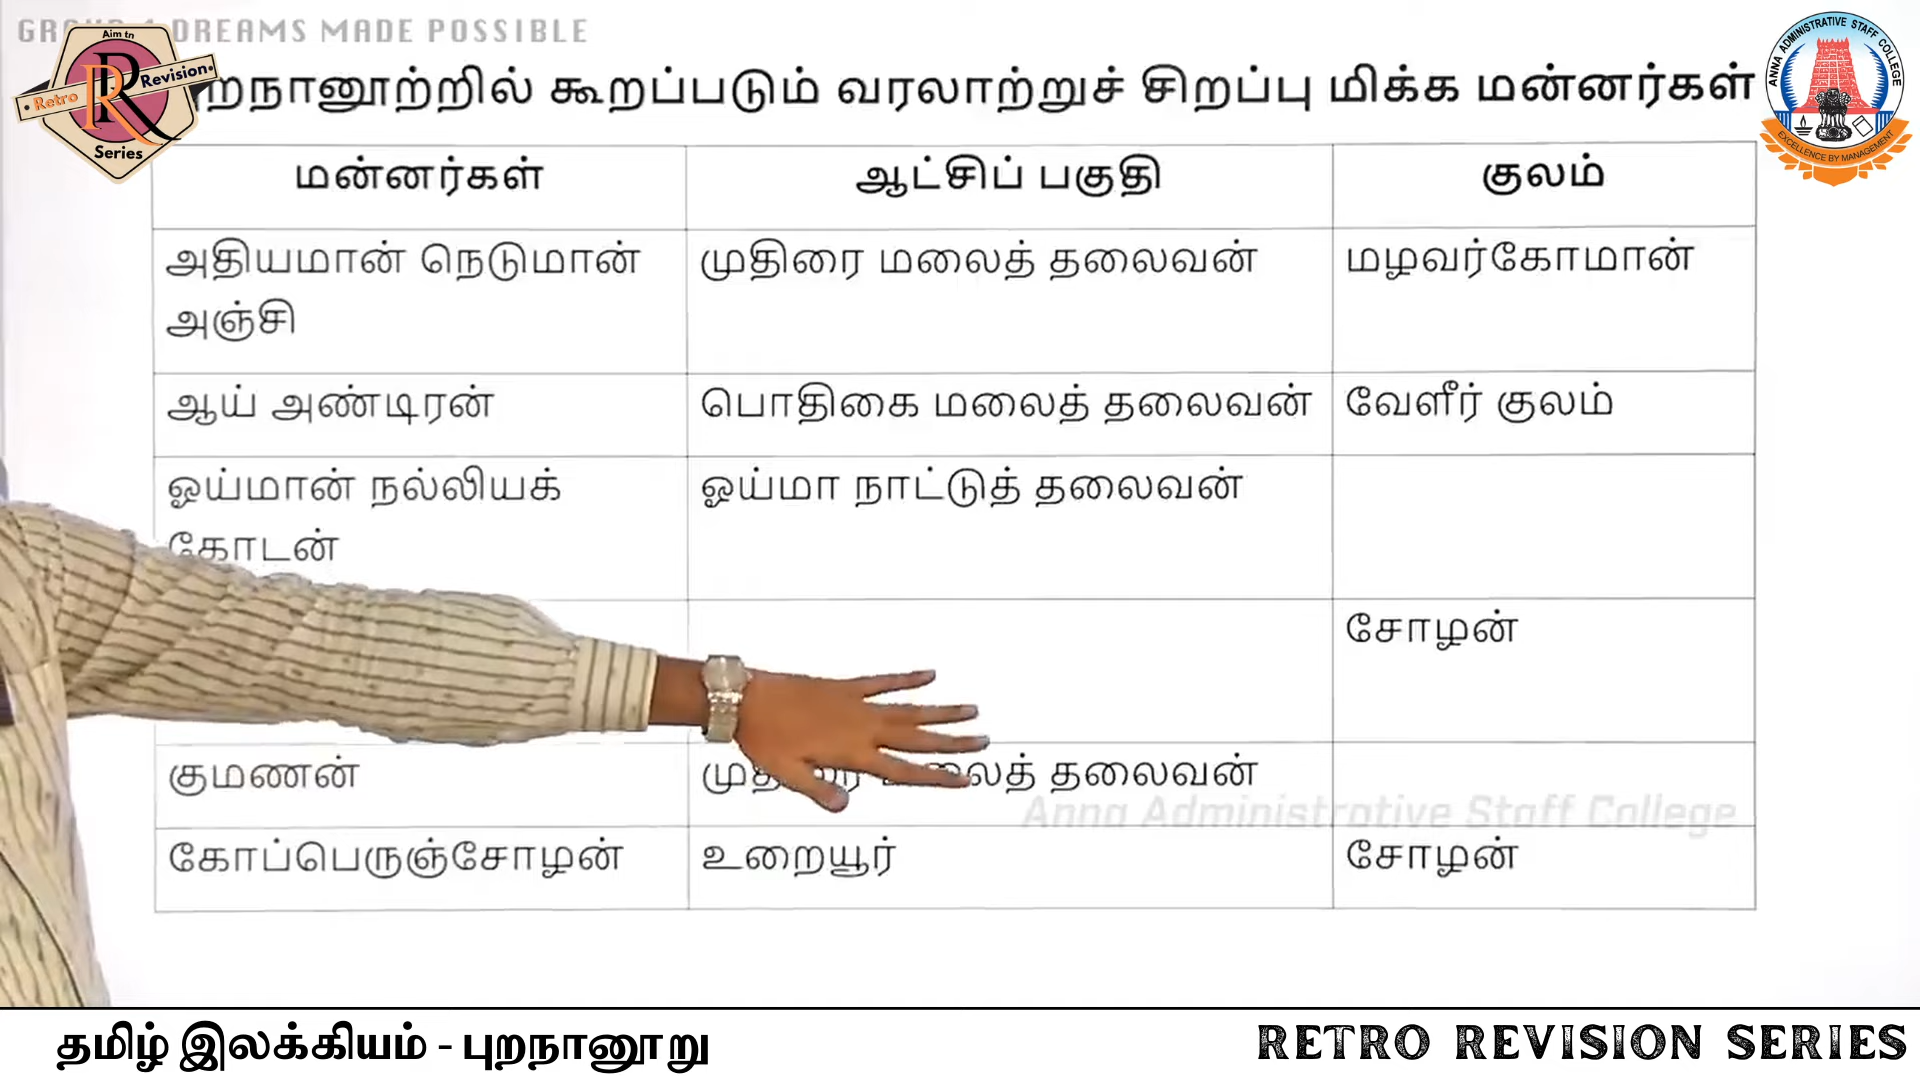 DREAMS MADE POSSIBLE
Aim tn
Retro
Revision
RR
Series
ADMINISTRATIVE STAFF COLLEGE
ANNA
EXCELLENCE BY MANAGEMENT
கூறப்படும் வரலாற்றுச் சிறப்பு மிக்க மன்னர்கள்
மன்னர்கள் ஆட்சிப் பகுதி குலம்
அதியமான் நெடுமான் முதிரை மலைத் தலைவன் மழவர்கோமான்
அஞ்சி
ஆய் அண்டிரன் பொதிகை மலைத் தலைவன் வேளீர் குலம்
ஓய்மான் நல்லியக் ஓய்மா நாட்டுத் தலைவன்
கோடன்
சோழன்
குமணன் தலைவன்
Anna Administrative Staff College
கோப்பெருஞ்சோழன் உறையூர் சோழன்
தமிழ் இலக்கியம் - புறநானூறு
RETRO REVISION SERIES